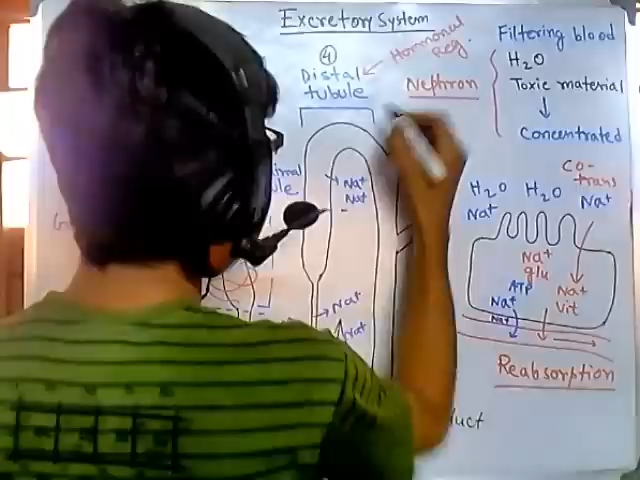 Excretory System
④
Distal
tubule
Hormonal
Reg.
Nephron
Filtering blood
H₂O
Toxic material
↓
Concentrated
Na⁺
Na⁺
Na⁺
Na⁺
H₂O
Na⁺
H₂O
Co-
trans
Na⁺
Na⁺
glu
ATP
Na⁺
Na⁺
Na⁺
Vit
Reabsorption